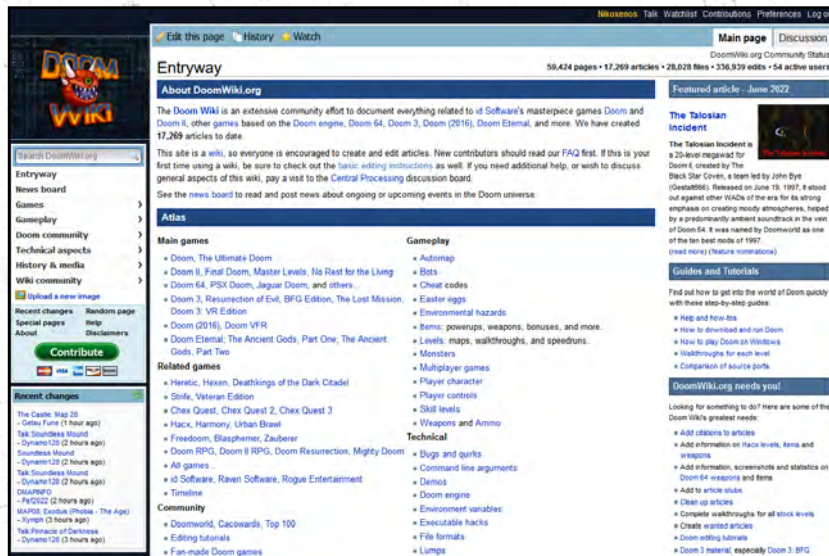 Nikoxenos Talk Watchlist Contributions Preferences Log o
Edit this page History Watch
Main page Discussion
DoomWiki.org Community Status
Entryway
59,424 pages • 17,269 articles • 28,028 files • 336,939 edits • 54 active users
DOOM
WIKI
Search DoomWiki.org
Entryway
News board
Games
Gameplay
Doom community
Technical aspects
History & media
Wiki community
Upload a new image
Recent changes Random page
Special pages Help
About Disclaimers
Contribute
VISA
Recent changes
The Castle: Map 28
- Getsu Fune (1 hour ago)
Talk:Soundless Mound
- Dynamo128 (2 hours ago)
Soundless Mound
- Dynamo128 (2 hours ago)
Talk:Soundless Mound
- Dynamo128 (2 hours ago)
DMAPINFO
- Paf2022 (2 hours ago)
MAP08: Exodus (Phobia - The Age)
- Xymph (3 hours ago)
Talk:Pinnacle of Darkness
- Dynamo128 (3 hours ago)
About DoomWiki.org
The Doom Wiki is an extensive community effort to document everything related to id Software's masterpiece games Doom and
Doom II, other games based on the Doom engine, Doom 64, Doom 3, Doom (2016), Doom Eternal, and more. We have created
17,269 articles to date.
This site is a wiki, so everyone is encouraged to create and edit articles. New contributors should read our FAQ first. If this is your
first time using a wiki, be sure to check out the basic editing instructions as well. If you need additional help, or wish to discuss
general aspects of this wiki, pay a visit to the Central Processing discussion board.
See the news board to read and post news about ongoing or upcoming events in the Doom universe.
Atlas
Main games
Doom, The Ultimate Doom
Doom II, Final Doom, Master Levels, No Rest for the Living
Doom 64, PSX Doom, Jaguar Doom, and others...
Doom 3, Resurrection of Evil, BFG Edition, The Lost Mission,
Doom 3: VR Edition
Doom (2016), Doom VFR
Doom Eternal; The Ancient Gods, Part One, The Ancient
Gods, Part Two
Related games
Heretic, Hexen, Deathkings of the Dark Citadel
Strife, Veteran Edition
Chex Quest, Chex Quest 2, Chex Quest 3
Hacx, Harmony, Urban Brawl
Freedoom, Blasphemer, Zauberer
Doom RPG, Doom II RPG, Doom Resurrection, Mighty Doom
All games...
id Software, Raven Software, Rogue Entertainment
Timeline
Community
Doomworld, Cacowards, Top 100
Editing tutorials
Fan-made Doom games
Gameplay
Automap
Bots
Cheat codes
Easter eggs
Environmental hazards
Items: powerups, weapons, bonuses, and more.
Levels: maps, walkthroughs, and speedruns.
Monsters
Multiplayer games
Player character
Player controls
Skill levels
Weapons and Ammo
Technical
Bugs and quirks
Command line arguments
Demos
Doom engine
Environment variables
Executable hacks
File formats
Lumps
Featured article - June 2022
The Talosian
Incident
The Talosian Incident
The Talosian Incident is
a 20-level megawad for
Doom II, created by The
Black Star Coven, a team led by John Bye
(Gestalt666). Released on June 19, 1997, it stood
out against other WADs of the era for its strong
emphasis on creating moody atmospheres, helped
by a predominantly ambient soundtrack in the vein
of Doom 64. It was named by Doomworld as one
of the ten best mods of 1997.
(read more) (feature nominations)
Guides and Tutorials
Find out how to get into the world of Doom quickly
with these step-by-step guides:
Help and how-tos
How to download and run Doom
How to play Doom on Windows
Walkthroughs for each level
Comparison of source ports
DoomWiki.org needs you!
Looking for something to do? Here are some of the
Doom Wiki's greatest needs:
Add citations to articles
Add information on Hacx levels, items and
weapons
Add information, screenshots and statistics on
Doom 64 weapons and items
Add to article stubs
Clean up articles
Complete walkthroughs for all stock levels
Create wanted articles
Doom editing tutorials
Doom 3 material, especially Doom 3: BFG